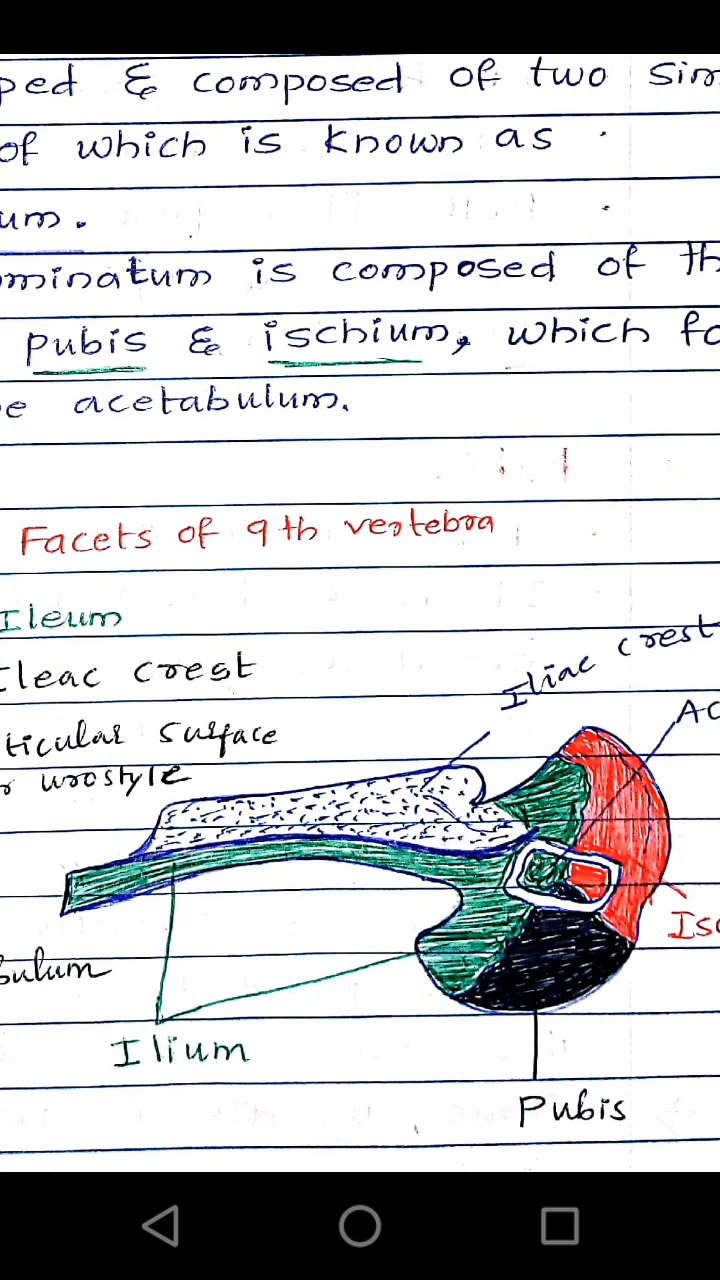 ped & composed of two sim
of which is known as
um.
ominatum is composed of th
pubis & ischium, which fo
e acetabulum.
Facets of 9th vertebra
Ileum
Ileac crest
Iliac crest
ticular surface
Ac
r urostyle
Isc
bulum
Ilium
Pubis